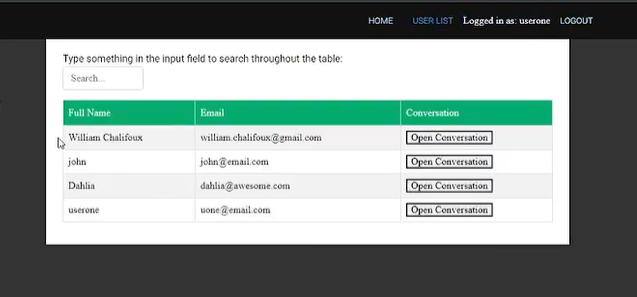 HOME USER LIST Logged in as: userone LOGOUT
Type something in the input field to search throughout the table:
Search...
Full Name Email Conversation
William Chalifoux william.chalifoux@gmail.com Open Conversation
john john@email.com Open Conversation
Dahlia dahlia@awesome.com Open Conversation
userone uone@email.com Open Conversation